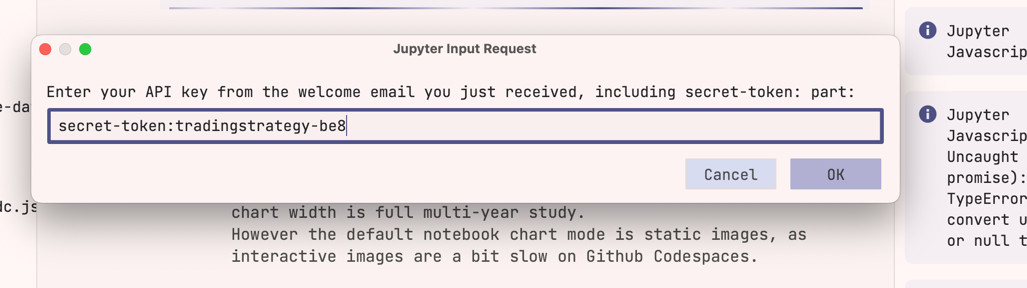 Jupyter Input Request
Enter your API key from the welcome email you just received, including secret-token: part:
secret-token:tradingstrategy-be8
Cancel
OK
e-da
dc.js
chart width is full multi-year study.
However the default notebook chart mode is static images, as
interactive images are a bit slow on Github Codespaces.
Jupyter
Javascrip
Jupyter
Javascrip
Uncaught
promise):
TypeError
convert u
or null t